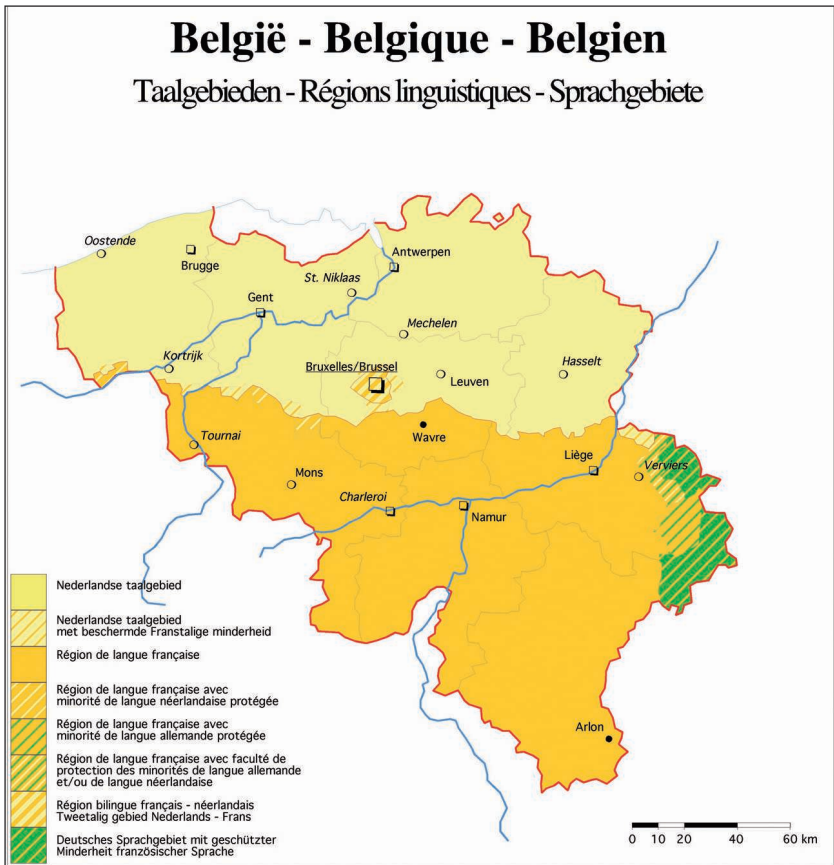 België - Belgique - Belgien
Taalgebieden - Régions linguistiques - Sprachgebiete
Oostende
Brugge
Antwerpen
St. Niklaas
Gent
Mechelen
Kortrijk
Bruxelles/Brussel
Leuven
Hasselt
Tournai
Wavre
Liège
Verviers
Mons
Charleroi
Namur
Arlon
Nederlandse taalgebied
Nederlandse taalgebied
met beschermde Franstalige minderheid
Région de langue française
Région de langue française avec
minorité de langue néerlandaise protégée
Région de langue française avec
minorité de langue allemande protégée
Région de langue française avec faculté de
protection des minorités de langue allemande
et/ou de langue néerlandaise
Région bilingue français - néerlandais
Tweetalig gebied Nederlands - Frans
Deutsches Sprachgebiet mit geschützter
Minderheit französischer Sprache
0 10 20 40 60 km